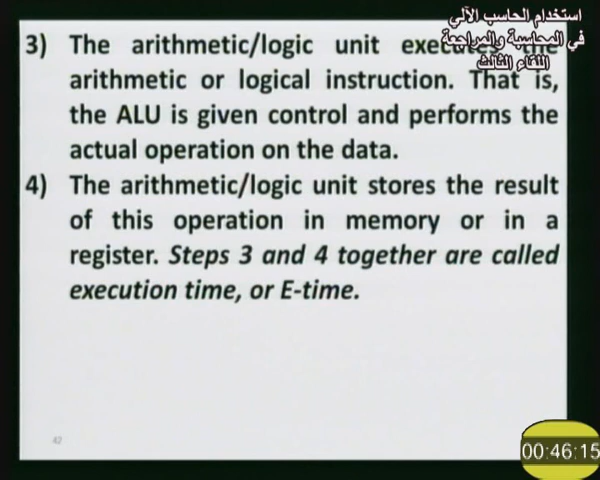 استخدام الحاسب الآلي
في المحاسبة والمراجعة
اللقاء الثالث
3) The arithmetic/logic unit executes the
arithmetic or logical instruction. That is,
the ALU is given control and performs the
actual operation on the data.
4) The arithmetic/logic unit stores the result
of this operation in memory or in a
register. Steps 3 and 4 together are called
execution time, or E-time.
42
00:46:15